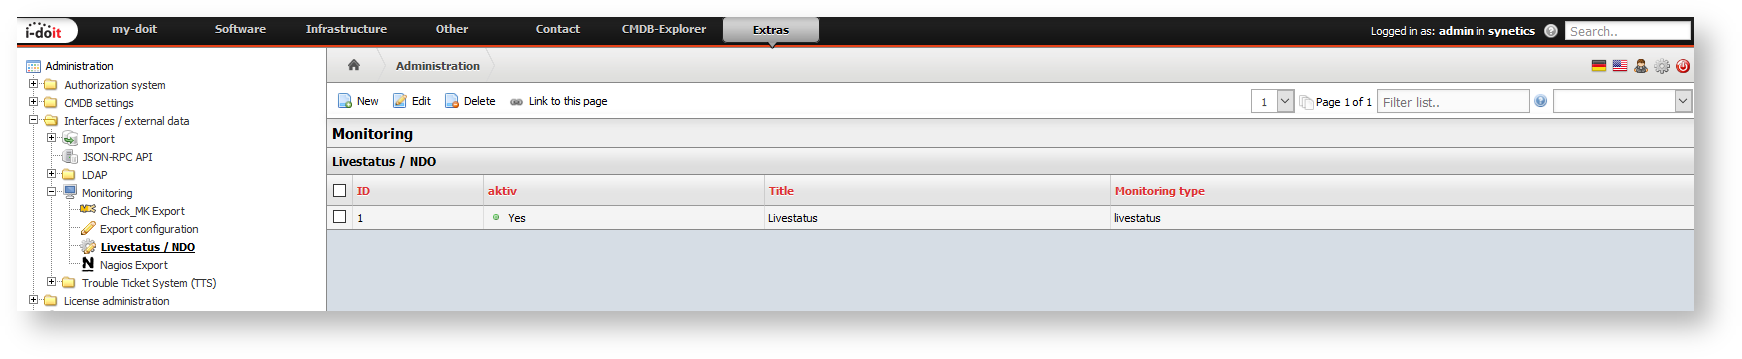 i-doit my-doit Software Infrastructure Other Contact CMDB-Explorer Extras Logged in as: admin in synetics Search..
Administration
Authorization system
CMDB settings
Interfaces / external data
Import
JSON-RPC API
LDAP
Monitoring
Check_MK Export
Export configuration
Livestatus / NDO
Nagios Export
Trouble Ticket System (TTS)
License administration
Administration
New Edit Delete Link to this page 1 Page 1 of 1 Filter list..
Monitoring
Livestatus / NDO
ID aktiv Title Monitoring type
1 Yes Livestatus livestatus